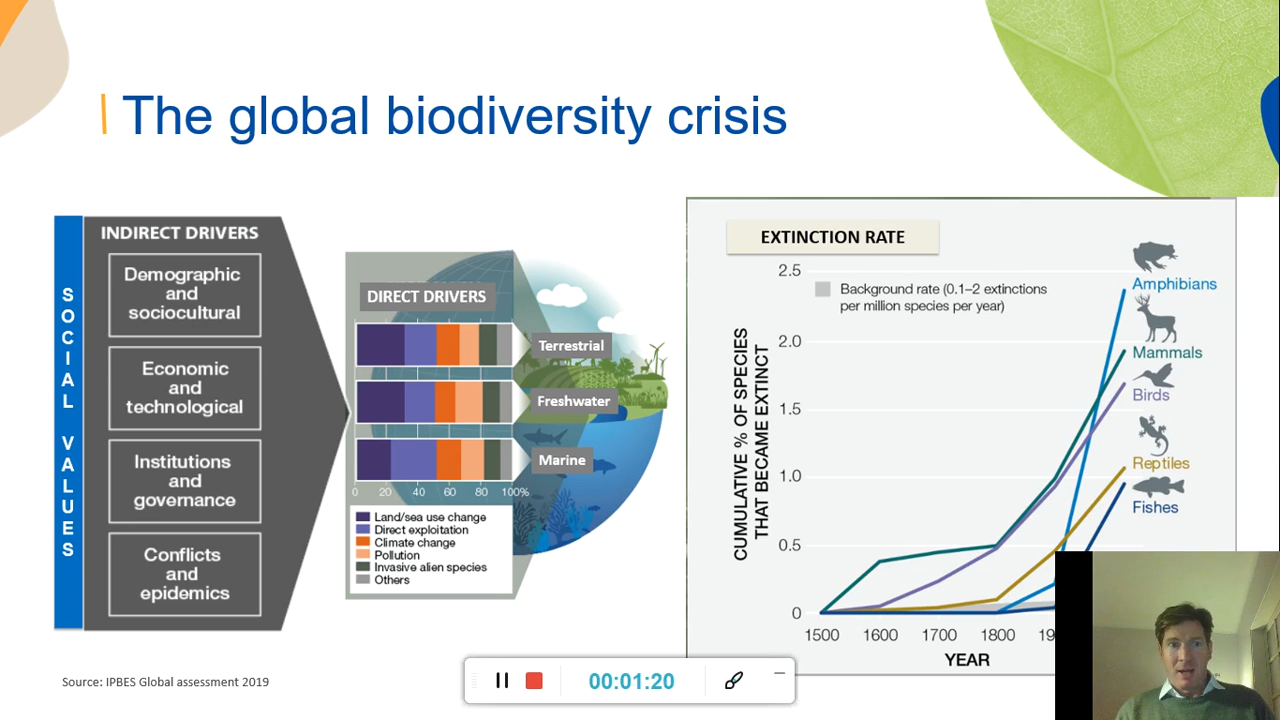 The global biodiversity crisis
SOCIAL VALUES
INDIRECT DRIVERS
Demographic
and
sociocultural
Economic
and
technological
Institutions
and
governance
Conflicts
and
epidemics
DIRECT DRIVERS
Terrestrial
Freshwater
Marine
0 20 40 60 80 100%
Land/sea use change
Direct exploitation
Climate change
Pollution
Invasive alien species
Others
EXTINCTION RATE
Background rate (0.1–2 extinctions
per million species per year)
CUMULATIVE % OF SPECIES
THAT BECAME EXTINCT
2.5
2.0
1.5
1.0
0.5
0
Amphibians
Mammals
Birds
Reptiles
Fishes
1500 1600 1700 1800
YEAR
Source: IPBES Global assessment 2019
00:01:20